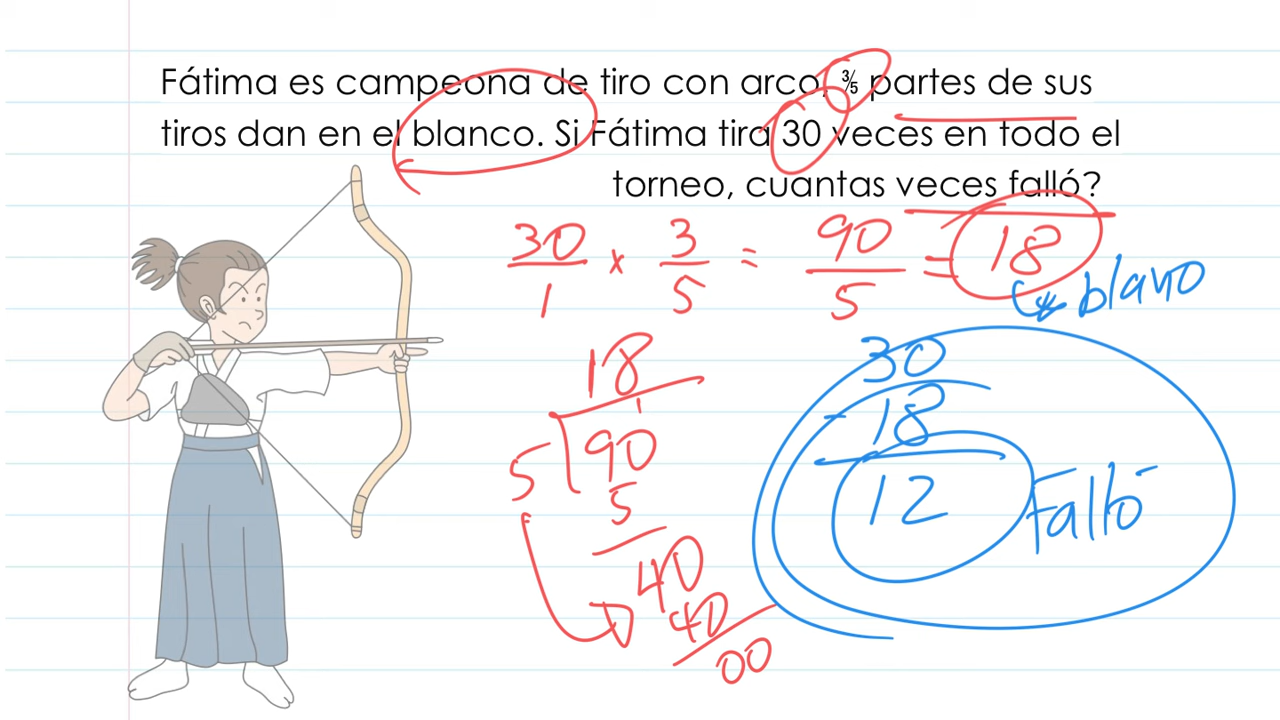 Fátima es campeona de tiro con arco, ⅗ partes de sus
tiros dan en el blanco. Si Fátima tira 30 veces en todo el
torneo, cuantas veces falló?
30/1 x 3/5 = 90/5 = 18
blano
18
5 90
5
40
40
00
30
- 18
12 Falló